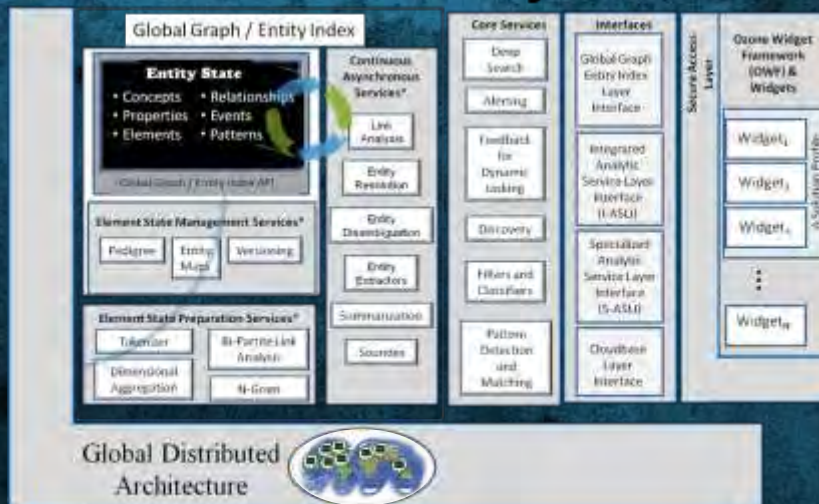 Global Graph / Entity Index
Entity State
• Concepts
• Properties
• Elements
• Relationships
• Events
• Patterns
Global Graph / Entity Index API
Element State Management Services*
Pedigree
Entity
Maps
Versioning
Element State Preparation Services*
Tokenizer
Bi-Partite Link
Analysis
Dimensional
Aggregation
N-Gram
Continuous
Asynchronous
Services*
Link
Analysis
Entity
Resolution
Entity
Disambiguation
Entity
Extractors
Summarization
Soundex
Core Services
Deep
Search
Alerting
Feedback
for
Dynamic
Tasking
Discovery
Filters and
Classifiers
Pattern
Detection
and
Matching
Interfaces
Global Graph
Entity Index
Layer
Interface
Integrated
Analytic
Service Layer
Interface
(I-ASLI)
Specialized
Analytic
Service Layer
Interface
(S-ASLI)
Cloudbase
Layer
Interface
Secure Access
Layer
Ozone Widget
Framework
(OWF) &
Widgets
Widget₁
Widget
Widget
⋮
Widget
A Solution Profile
Global Distributed
Architecture